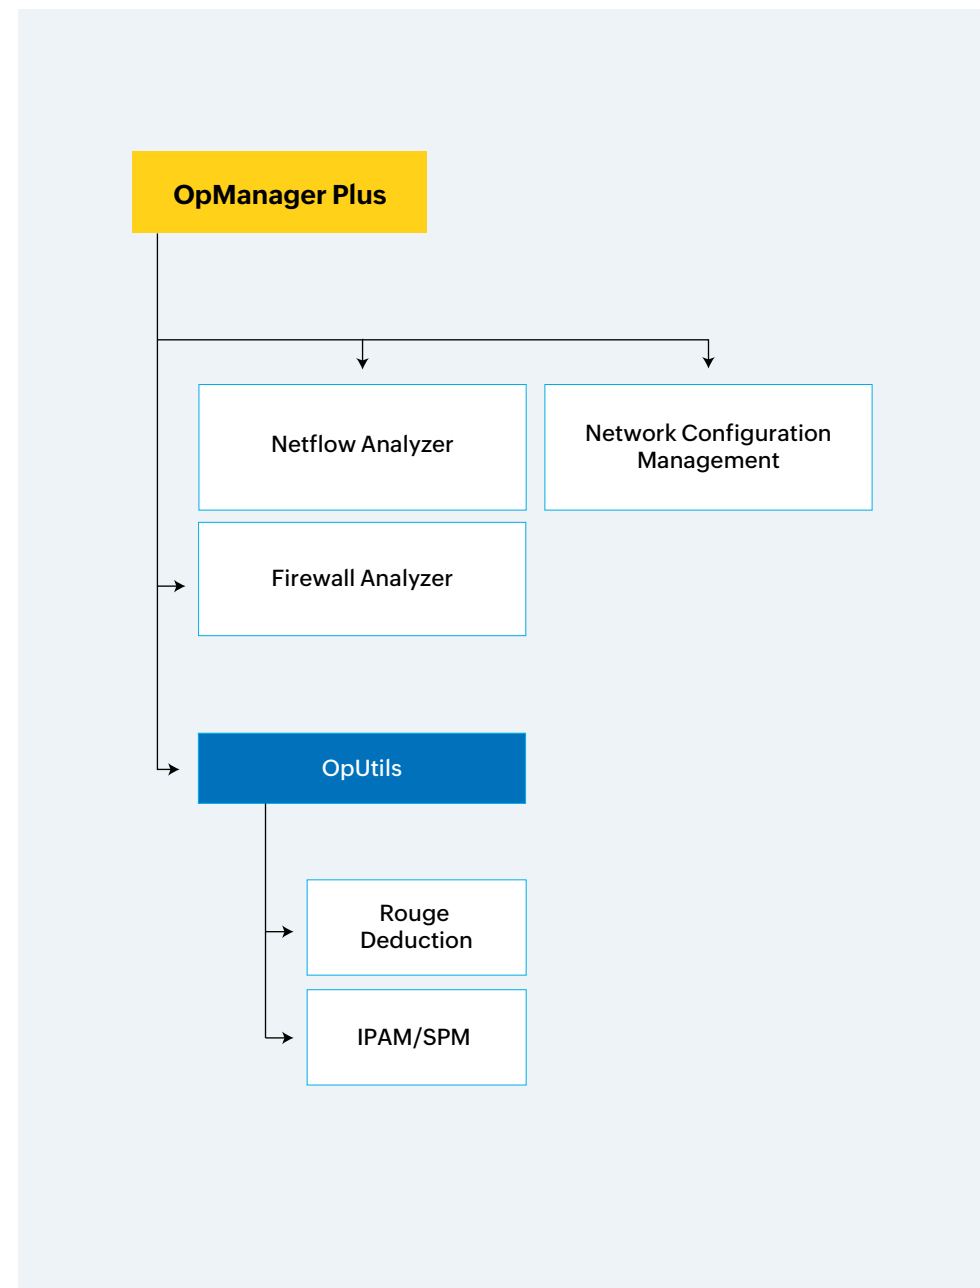 OpManager Plus
Netflow Analyzer
Network Configuration
Management
Firewall Analyzer
OpUtils
Rouge
Deduction
IPAM/SPM